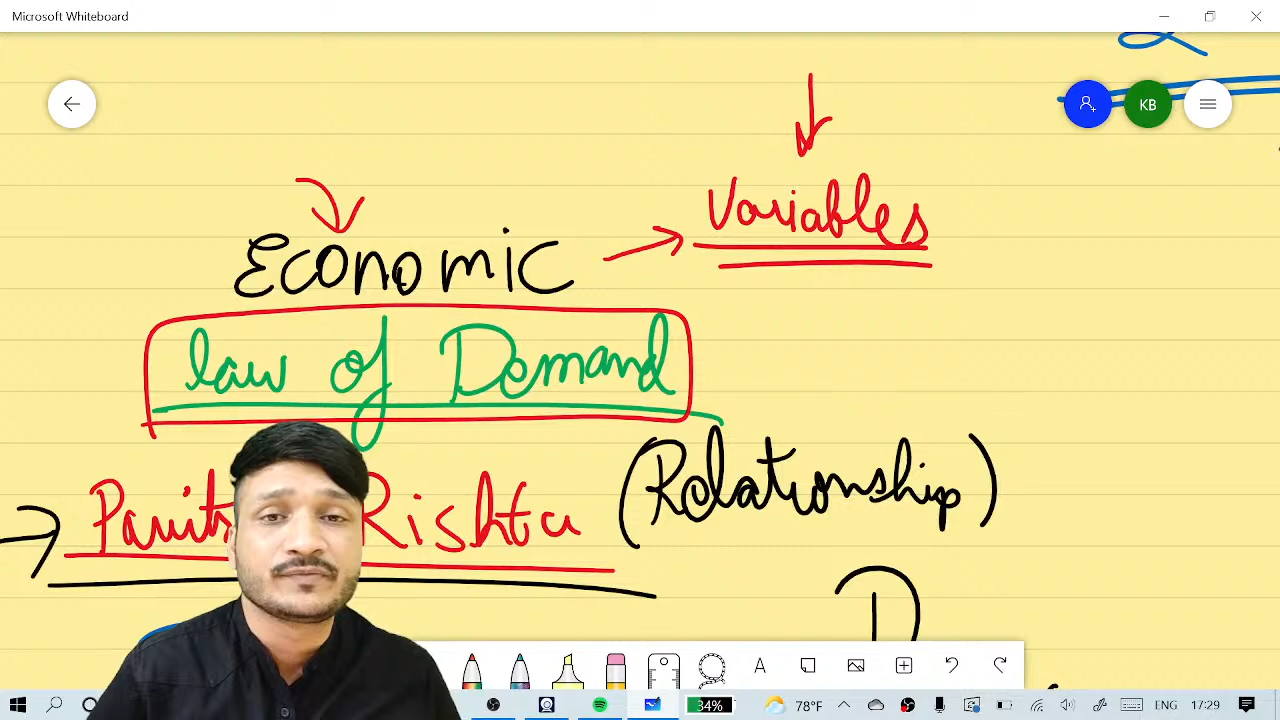 Microsoft Whiteboard
KB
Variables
Economic
law of Demand
Rishta (Relationship)
D
A
34%
78°F
ENG
17:29